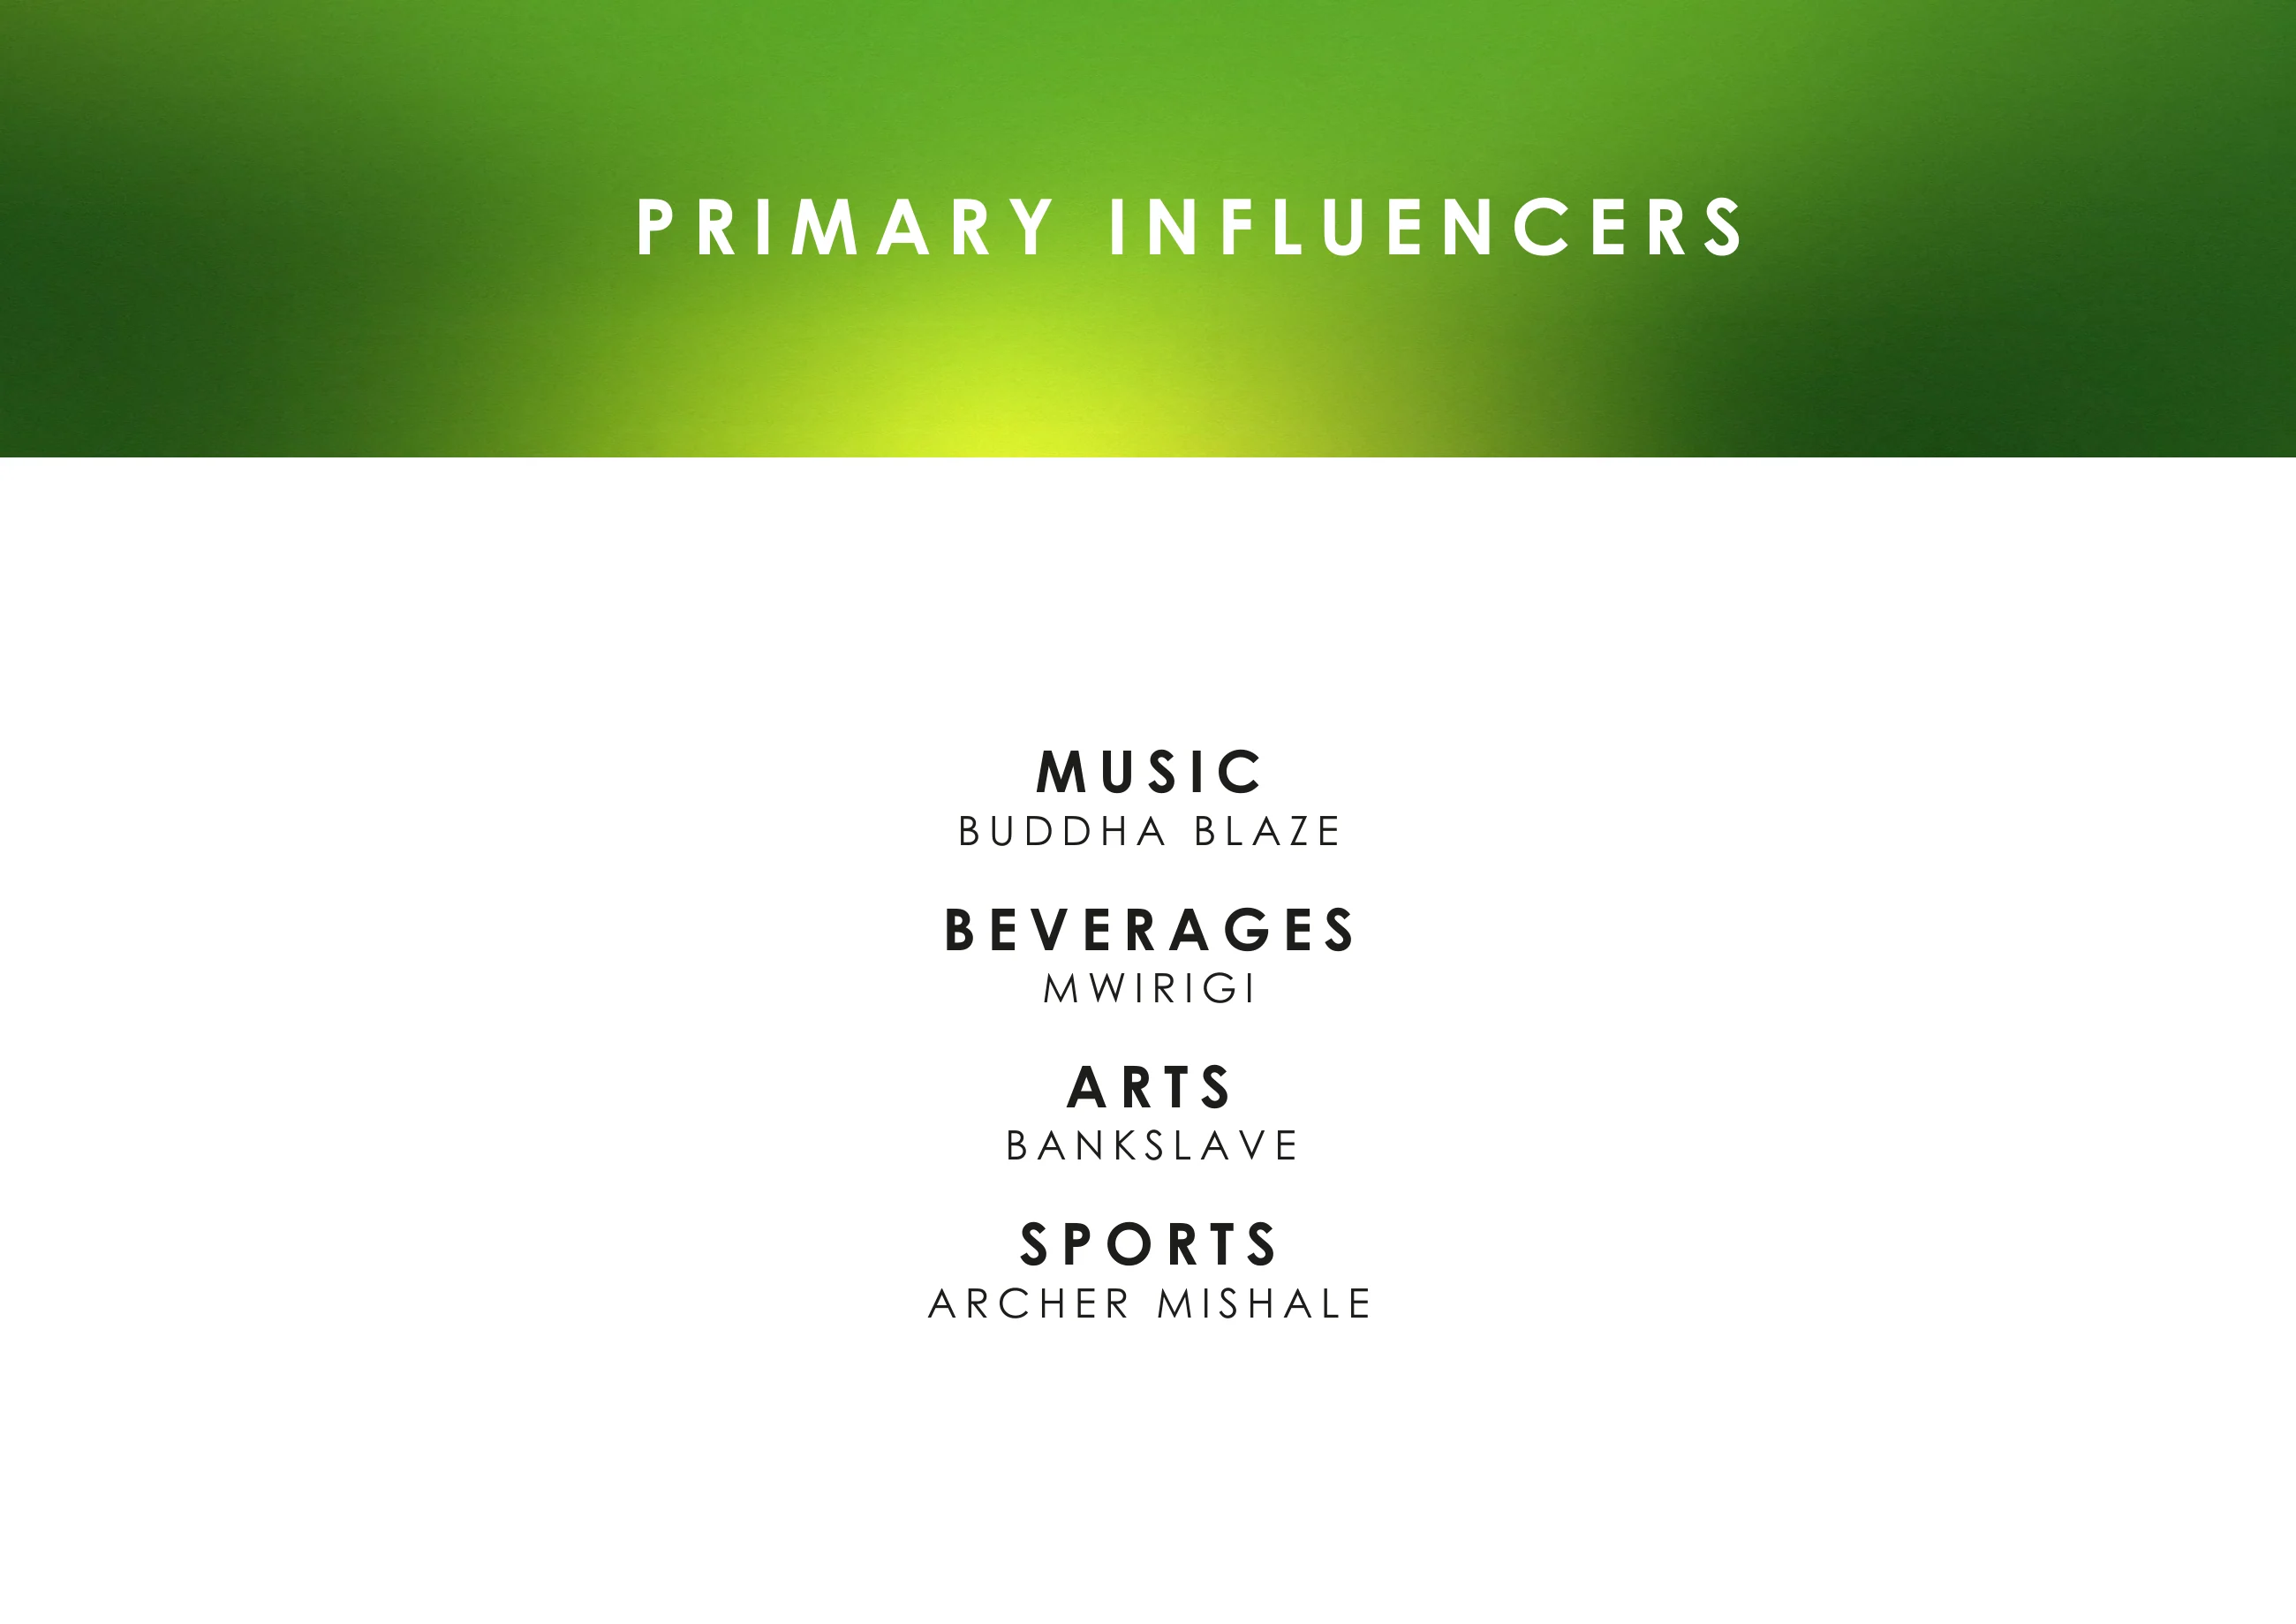 PRIMARY INFLUENCERS
MUSIC
BUDDHA BLAZE
BEVERAGES
MWIRIGI
ARTS
BANKSLAVE
SPORTS
ARCHER MISHALE